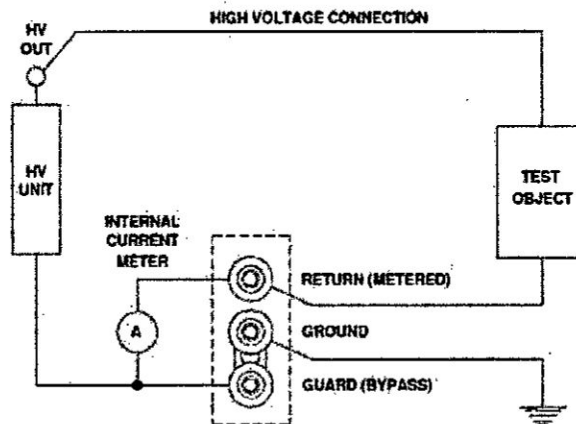 HIGH VOLTAGE CONNECTION
HV
OUT
HV
UNIT
TEST
OBJECT
INTERNAL
CURRENT
METER
RETURN (METERED)
A
GROUND
GUARD (BYPASS)